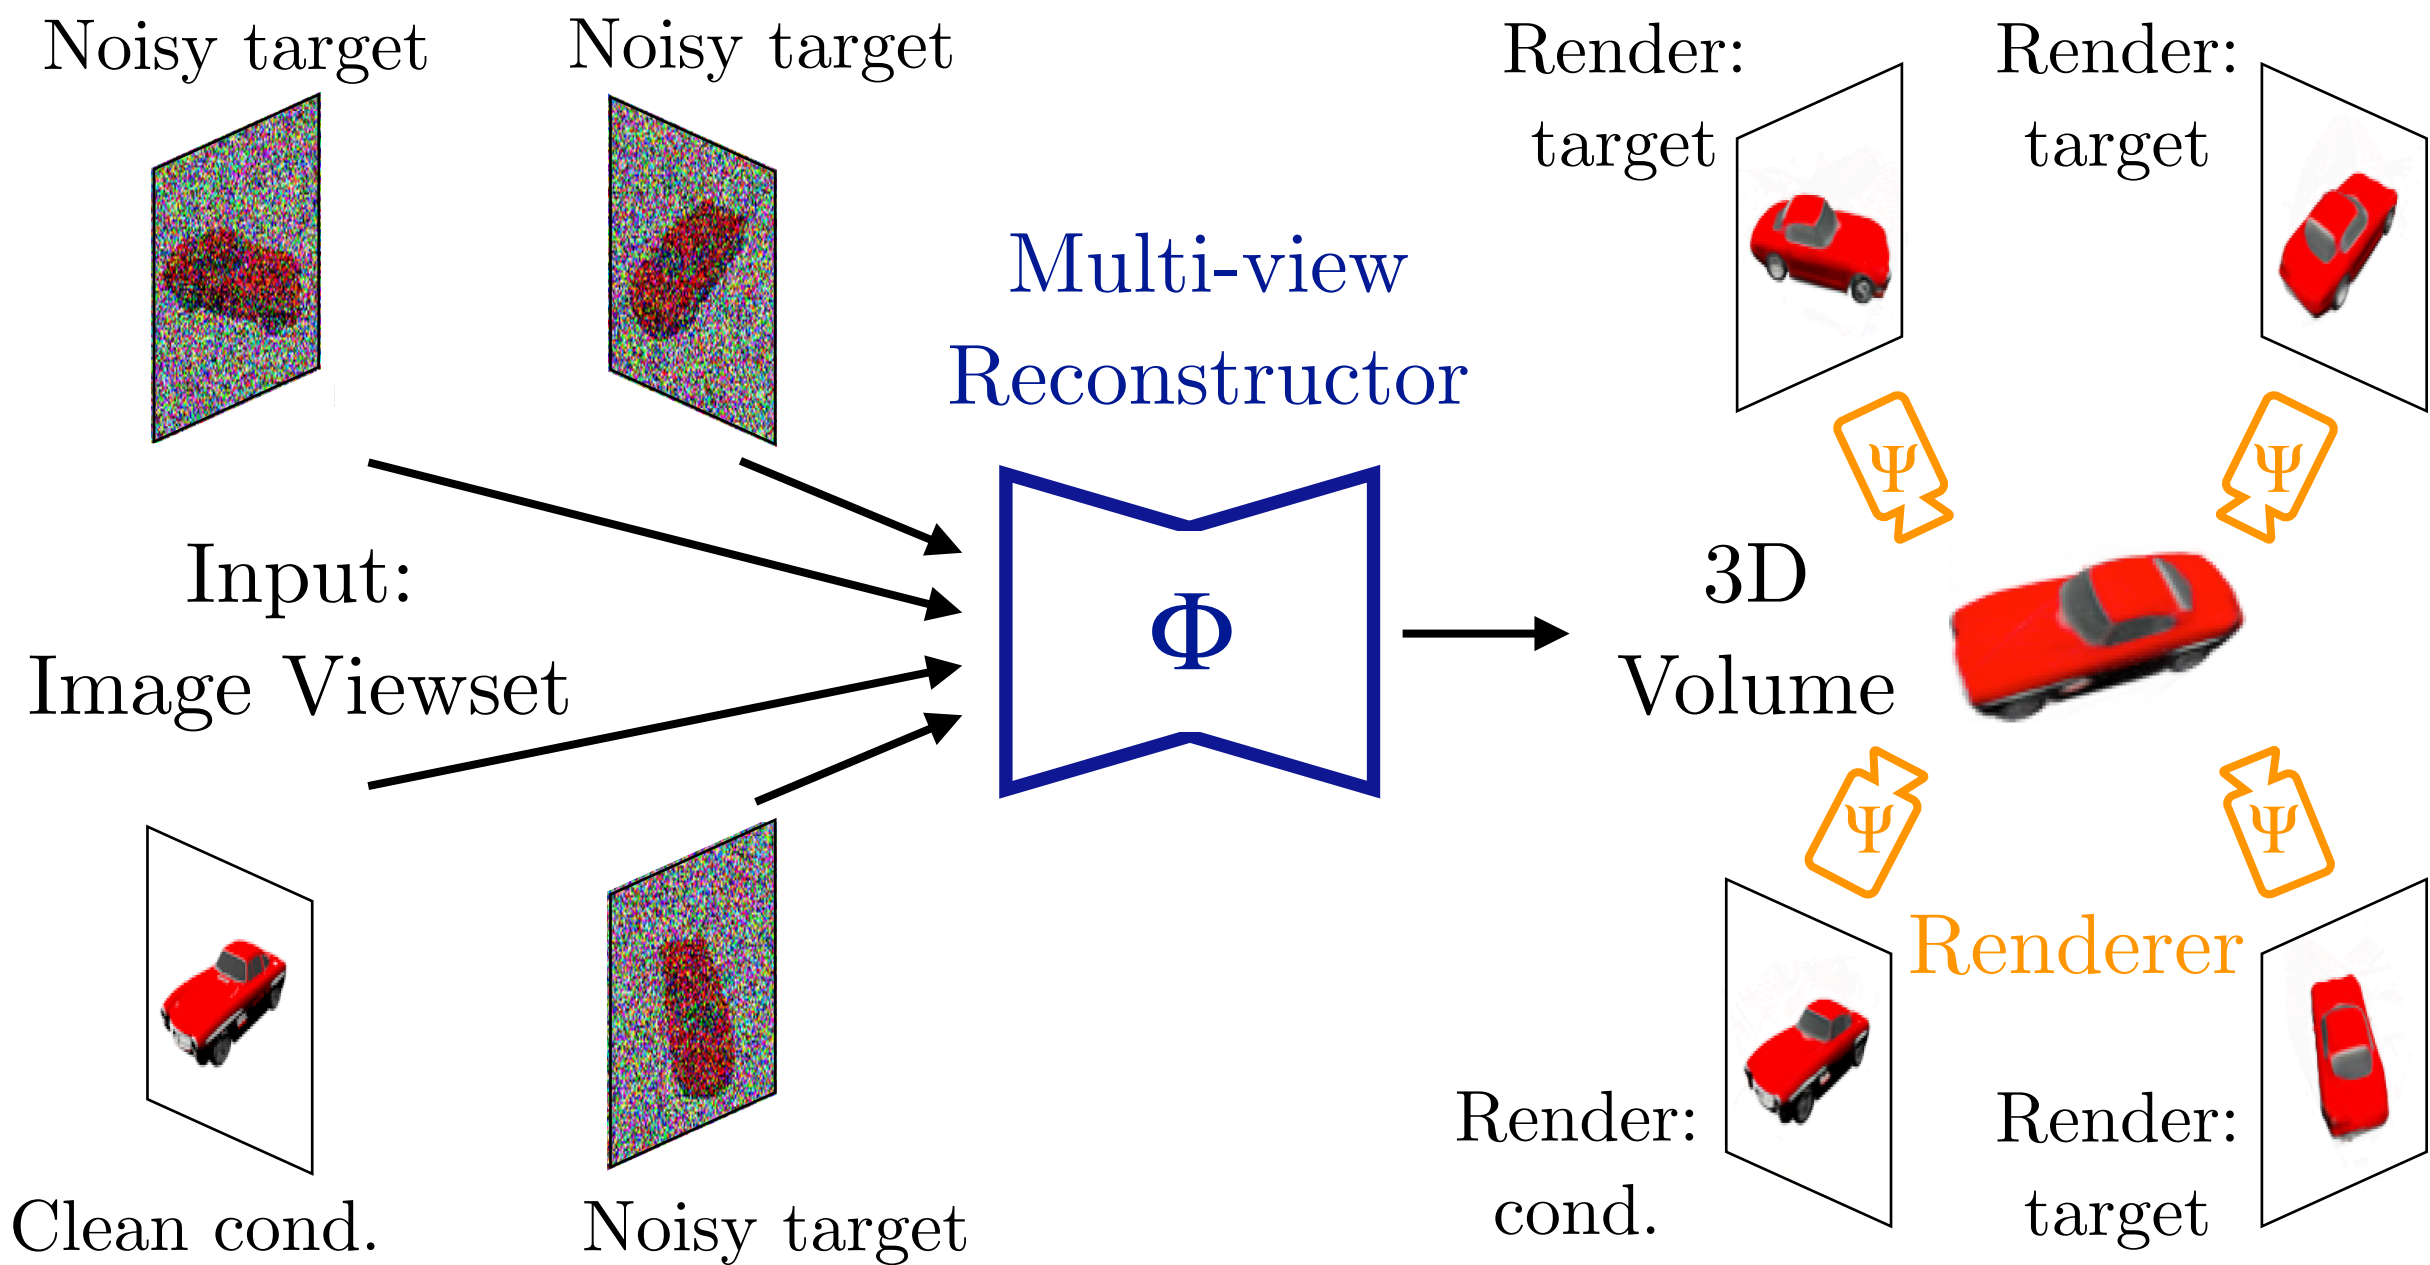 Noisy target
Noisy target
Render:
target
Render:
target
Multi-view
Reconstructor
Φ
Input:
Image Viewset
Clean cond.
Noisy target
3D
Volume
Ψ
Ψ
Ψ
Ψ
Renderer
Render:
cond.
Render:
target